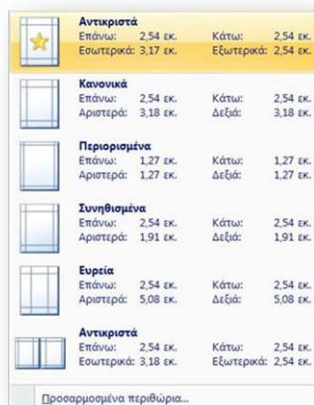 Αντικριστά
Επάνω: 2,54 εκ. Κάτω: 2,54 εκ.
Εσωτερικά: 3,17 εκ. Εξωτερικά: 2,54 εκ.
Κανονικά
Επάνω: 2,54 εκ. Κάτω: 2,54 εκ.
Αριστερά: 3,18 εκ. Δεξιά: 3,18 εκ.
Περιορισμένα
Επάνω: 1,27 εκ. Κάτω: 1,27 εκ.
Αριστερά: 1,27 εκ. Δεξιά: 1,27 εκ.
Συνηθισμένα
Επάνω: 2,54 εκ. Κάτω: 2,54 εκ.
Αριστερά: 1,91 εκ. Δεξιά: 1,91 εκ.
Ευρεία
Επάνω: 2,54 εκ. Κάτω: 2,54 εκ.
Αριστερά: 5,08 εκ. Δεξιά: 5,08 εκ.
Αντικριστά
Επάνω: 2,54 εκ. Κάτω: 2,54 εκ.
Εσωτερικά: 3,18 εκ. Εξωτερικά: 2,54 εκ.
Προσαρμοσμένα περιθώρια...